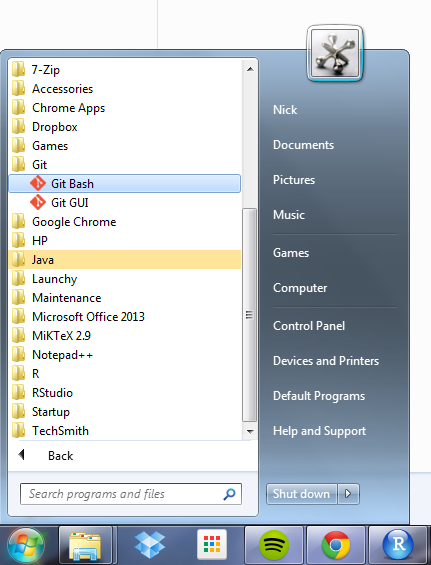 7-Zip
Accessories
Chrome Apps
Dropbox
Games
Git
Git Bash
Git GUI
Google Chrome
HP
Java
Launchy
Maintenance
Microsoft Office 2013
MiKTeX 2.9
Notepad++
R
RStudio
Startup
TechSmith
Back
Search programs and files
Nick
Documents
Pictures
Music
Games
Computer
Control Panel
Devices and Printers
Default Programs
Help and Support
Shut down
R